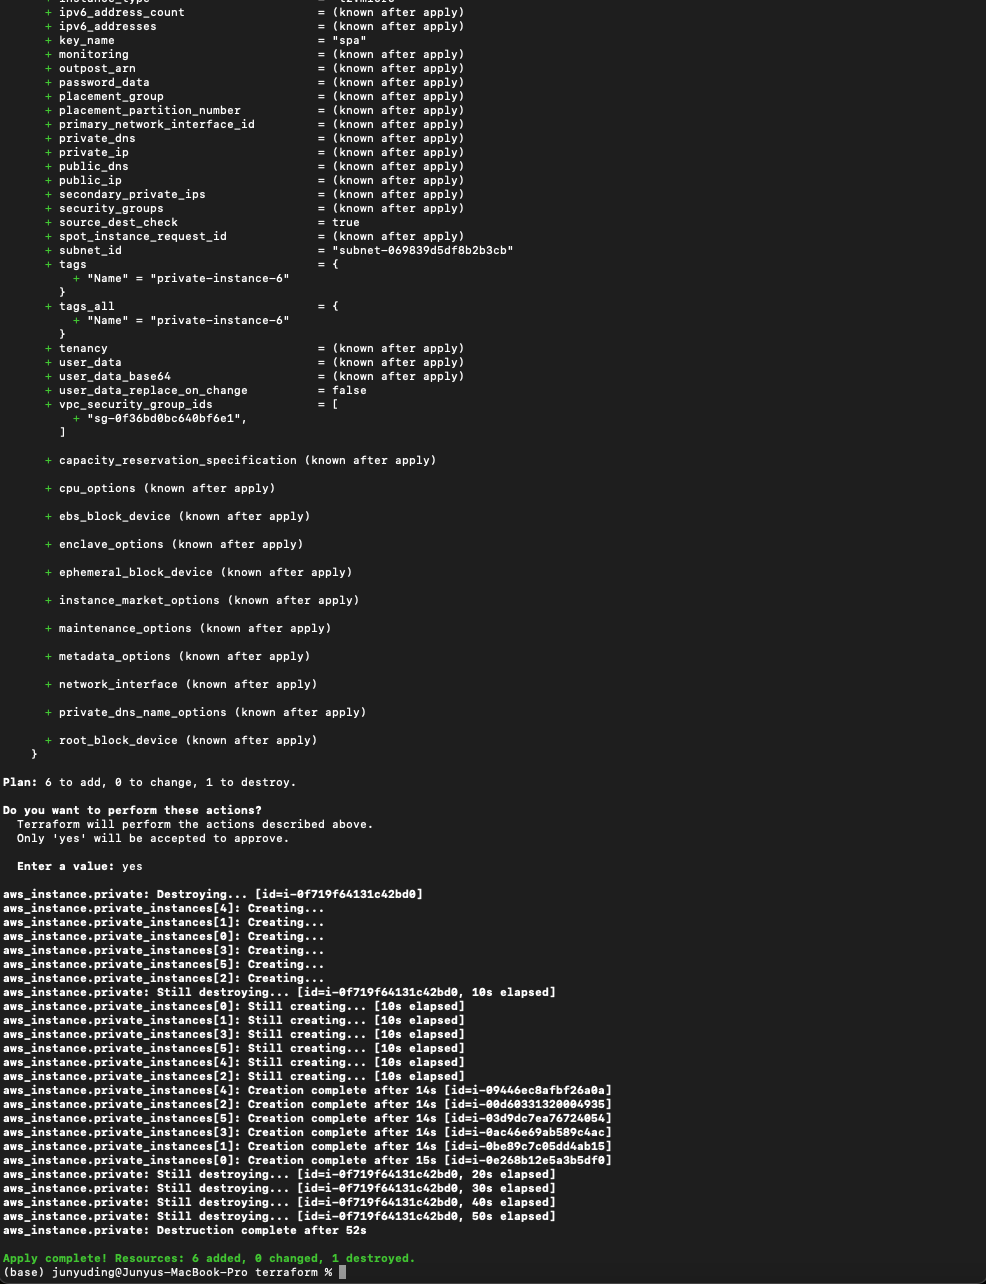 + instance_type =
+ ipv6_address_count = (known after apply)
+ ipv6_addresses = (known after apply)
+ key_name = "spa"
+ monitoring = (known after apply)
+ outpost_arn = (known after apply)
+ password_data = (known after apply)
+ placement_group = (known after apply)
+ placement_partition_number = (known after apply)
+ primary_network_interface_id = (known after apply)
+ private_dns = (known after apply)
+ private_ip = (known after apply)
+ public_dns = (known after apply)
+ public_ip = (known after apply)
+ secondary_private_ips = (known after apply)
+ security_groups = (known after apply)
+ source_dest_check = true
+ spot_instance_request_id = (known after apply)
+ subnet_id = "subnet-069839d5df8b2b3cb"
+ tags = {
+ "Name" = "private-instance-6"
}
+ tags_all = {
+ "Name" = "private-instance-6"
}
+ tenancy = (known after apply)
+ user_data = (known after apply)
+ user_data_base64 = (known after apply)
+ user_data_replace_on_change = false
+ vpc_security_group_ids = [
+ "sg-0f36bd0bc640bf6e1",
]
+ capacity_reservation_specification (known after apply)
+ cpu_options (known after apply)
+ ebs_block_device (known after apply)
+ enclave_options (known after apply)
+ ephemeral_block_device (known after apply)
+ instance_market_options (known after apply)
+ maintenance_options (known after apply)
+ metadata_options (known after apply)
+ network_interface (known after apply)
+ private_dns_name_options (known after apply)
+ root_block_device (known after apply)
}
Plan: 6 to add, 0 to change, 1 to destroy.
Do you want to perform these actions?
Terraform will perform the actions described above.
Only 'yes' will be accepted to approve.
Enter a value: yes
aws_instance.private: Destroying... [id=i-0f719f64131c42bd0]
aws_instance.private_instances[4]: Creating...
aws_instance.private_instances[1]: Creating...
aws_instance.private_instances[0]: Creating...
aws_instance.private_instances[3]: Creating...
aws_instance.private_instances[5]: Creating...
aws_instance.private_instances[2]: Creating...
aws_instance.private: Still destroying... [id=i-0f719f64131c42bd0, 10s elapsed]
aws_instance.private_instances[0]: Still creating... [10s elapsed]
aws_instance.private_instances[1]: Still creating... [10s elapsed]
aws_instance.private_instances[3]: Still creating... [10s elapsed]
aws_instance.private_instances[5]: Still creating... [10s elapsed]
aws_instance.private_instances[4]: Still creating... [10s elapsed]
aws_instance.private_instances[2]: Still creating... [10s elapsed]
aws_instance.private_instances[4]: Creation complete after 14s [id=i-09446ec8afbf26a0a]
aws_instance.private_instances[2]: Creation complete after 14s [id=i-00d60331320004935]
aws_instance.private_instances[5]: Creation complete after 14s [id=i-03d9dc7ea76724054]
aws_instance.private_instances[3]: Creation complete after 14s [id=i-0ac46e69ab589c4ac]
aws_instance.private_instances[1]: Creation complete after 14s [id=i-0be89c7c05dd4ab15]
aws_instance.private_instances[0]: Creation complete after 15s [id=i-0e268b12e5a3b5df0]
aws_instance.private: Still destroying... [id=i-0f719f64131c42bd0, 20s elapsed]
aws_instance.private: Still destroying... [id=i-0f719f64131c42bd0, 30s elapsed]
aws_instance.private: Still destroying... [id=i-0f719f64131c42bd0, 40s elapsed]
aws_instance.private: Still destroying... [id=i-0f719f64131c42bd0, 50s elapsed]
aws_instance.private: Destruction complete after 52s
Apply complete! Resources: 6 added, 0 changed, 1 destroyed.
(base) junyuding@Junyus-MacBook-Pro terraform %